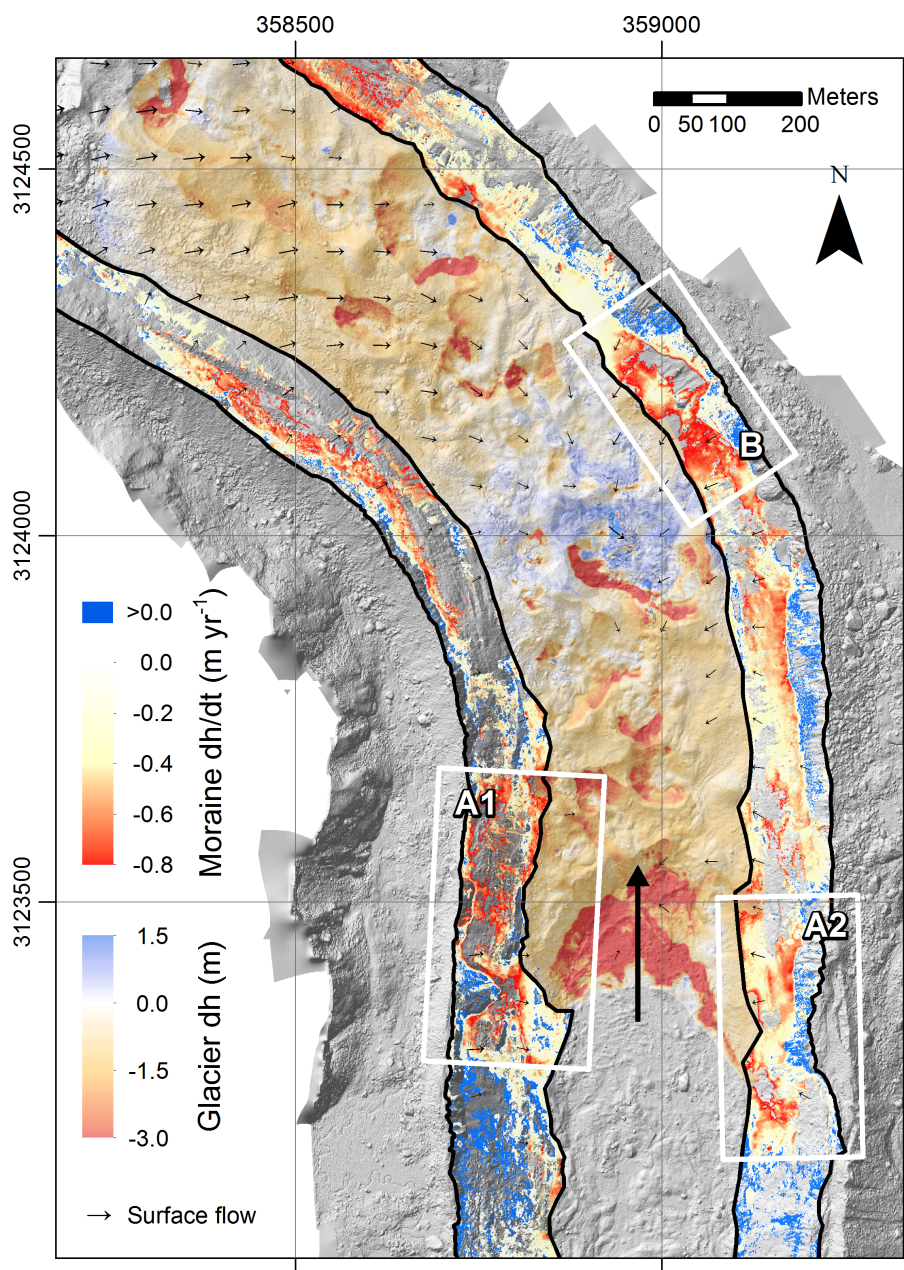 358500 359000
Meters
0 50 100 200
N
3124500
B
3124000
>0.0
0.0
-0.2
-0.4
-0.6
-0.8
Moraine dh/dt (m yr⁻¹)
A1
3123500
A2
1.5
0.0
-1.5
-3.0
Glacier dh (m)
Surface flow